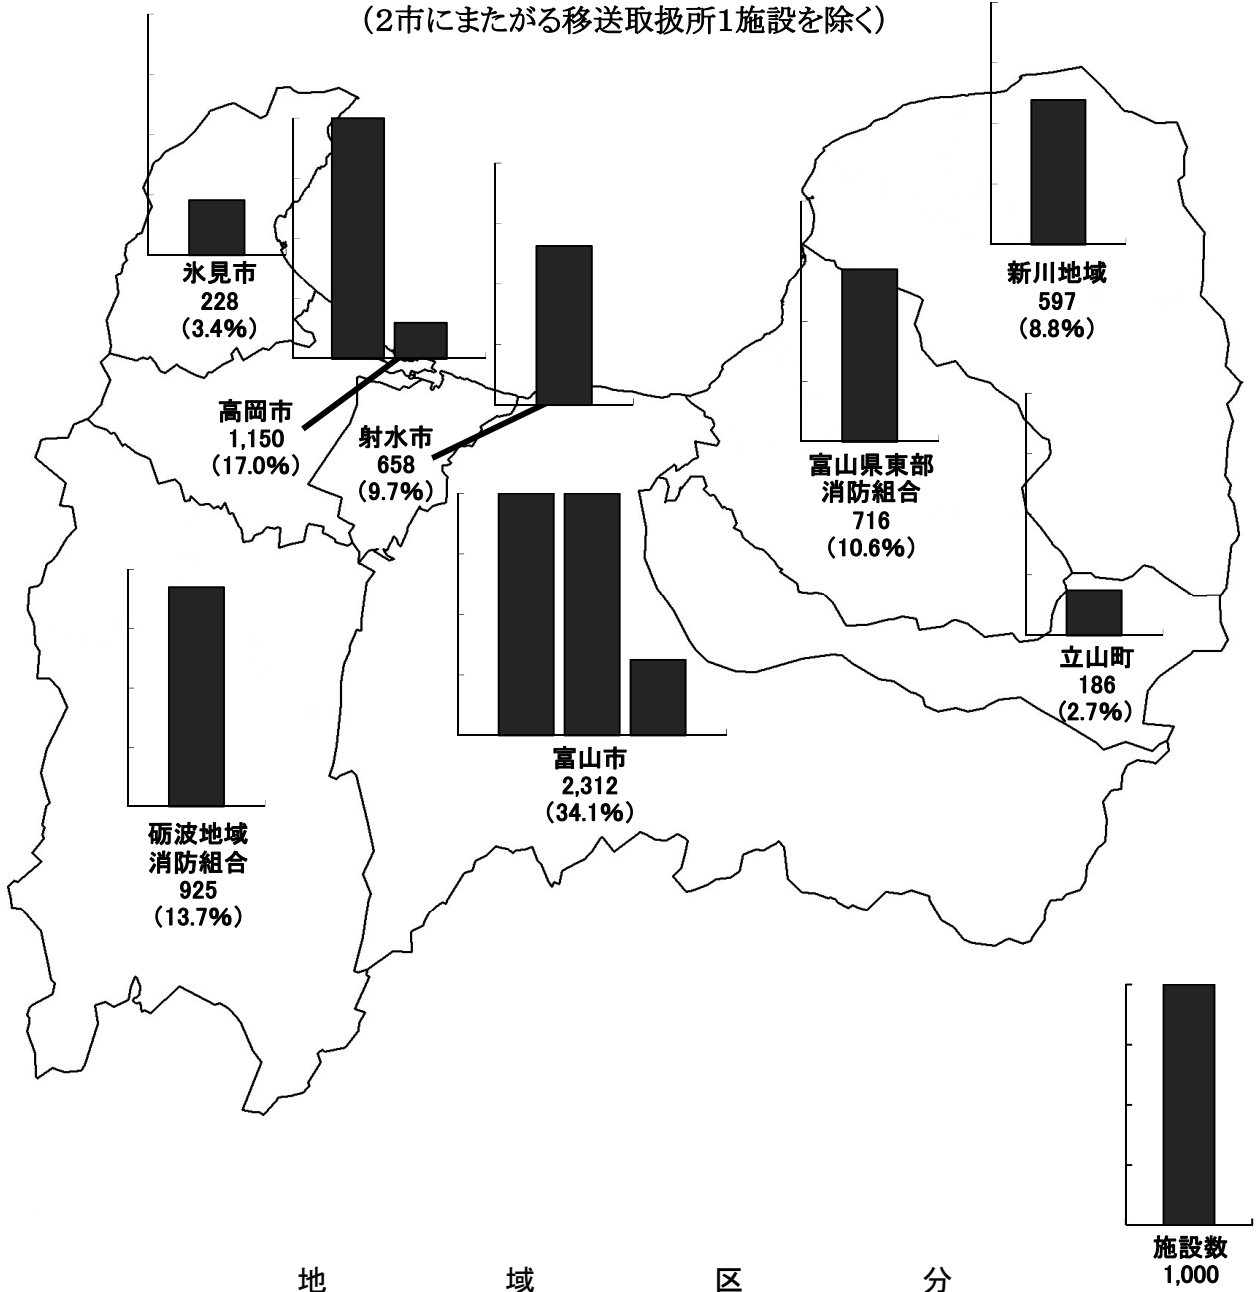 （２市にまたがる移送取扱所１施設を除く）
氷見市
228
（3.4%）
新川地域
597
（8.8%）
高岡市
1,150
（17.0%）
射水市
658
（9.7%）
富山県東部
消防組合
716
（10.6%）
立山町
186
（2.7%）
富山市
2,312
（34.1%）
砺波地域
消防組合
925
（13.7%）
施設数
1,000
地　域　区　分